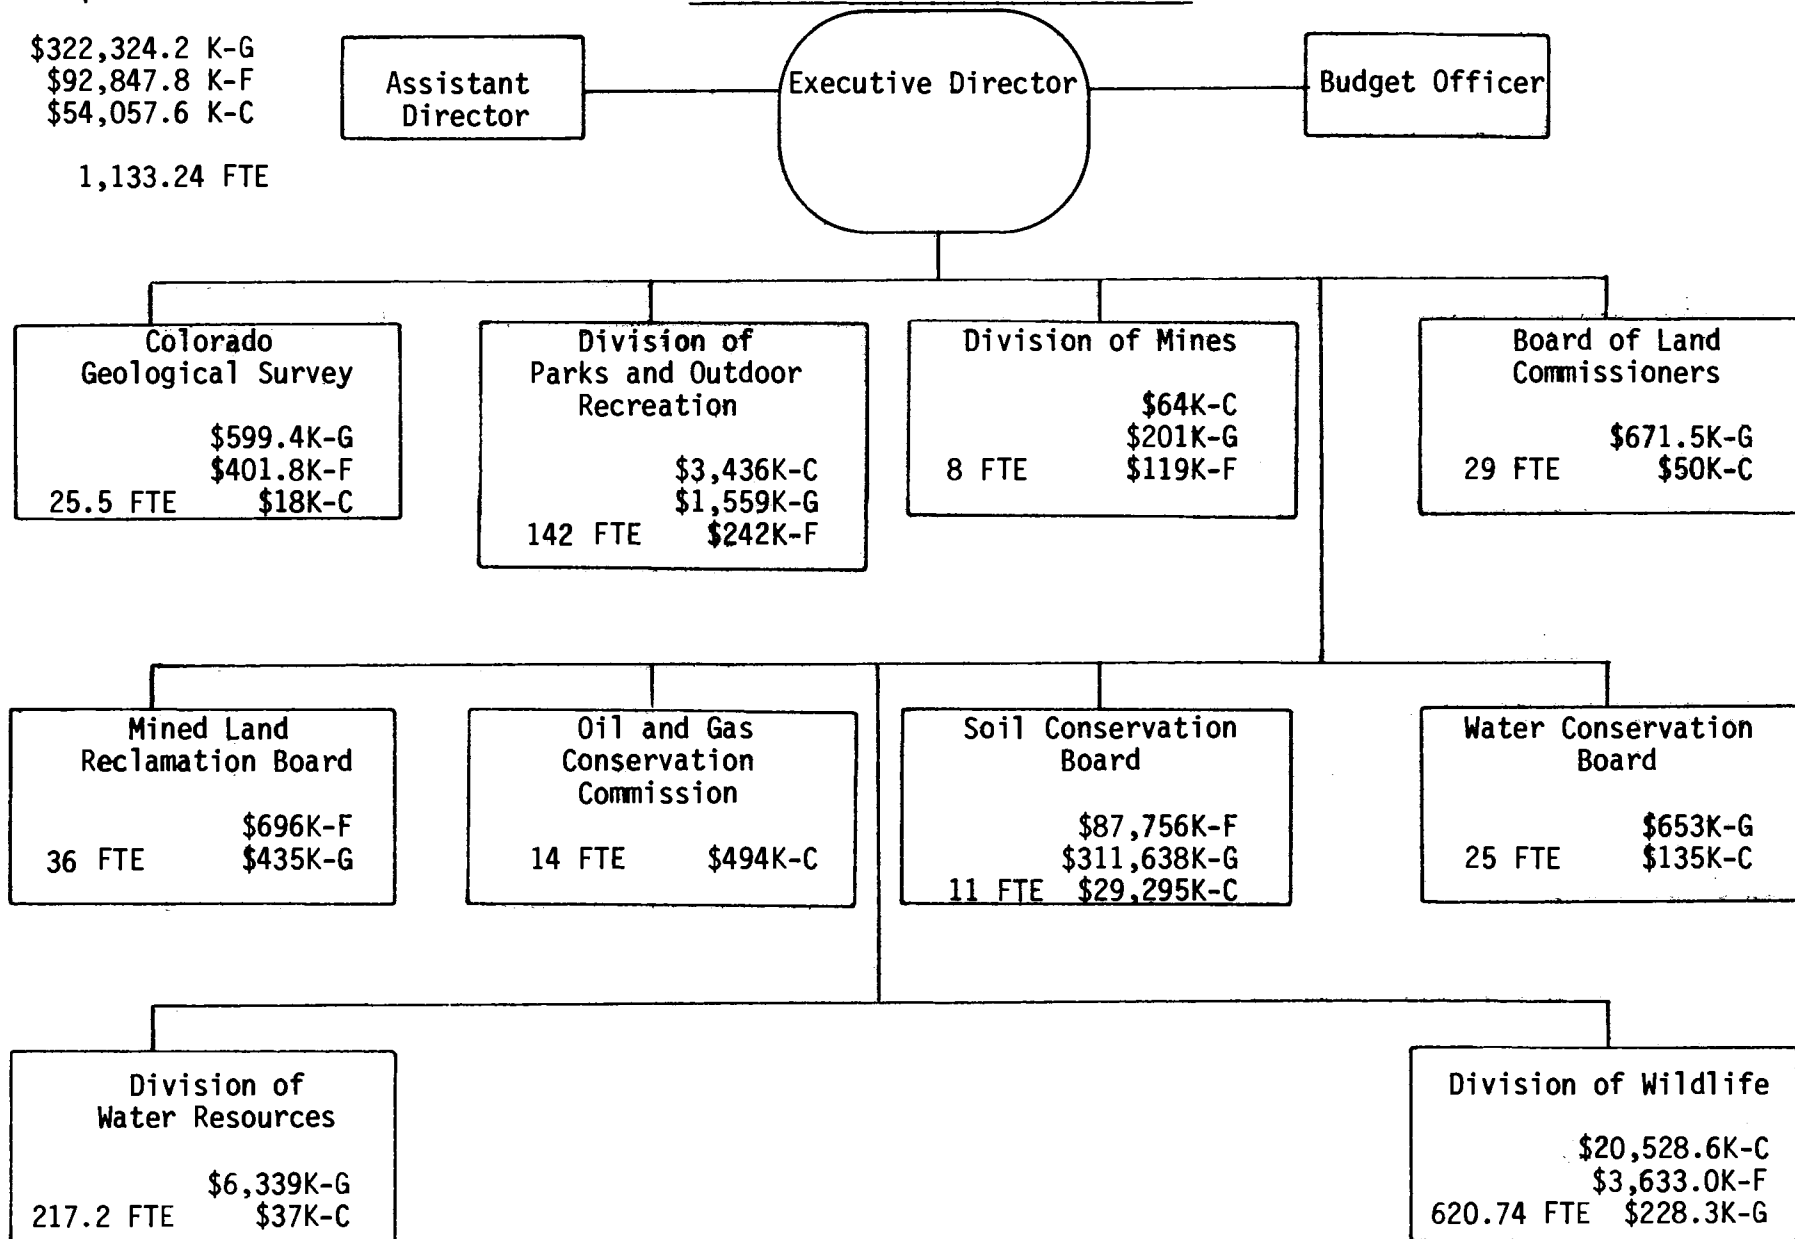 $322,324.2 K-G
$92,847.8 K-F
$54,057.6 K-C
1,133.24 FTE
Assistant
Director
Executive Director
Budget Officer
Colorado
Geological Survey
$599.4K-G
$401.8K-F
25.5 FTE $18K-C
Division of
Parks and Outdoor
Recreation
$3,436K-C
$1,559K-G
142 FTE $242K-F
Division of Mines
$64K-C
$201K-G
8 FTE $119K-F
Board of Land
Commissioners
$671.5K-G
29 FTE $50K-C
Mined Land
Reclamation Board
$696K-F
36 FTE $435K-G
Oil and Gas
Conservation
Commission
14 FTE $494K-C
Soil Conservation
Board
$87,756K-F
$311,638K-G
11 FTE $29,295K-C
Water Conservation
Board
$653K-G
25 FTE $135K-C
Division of
Water Resources
$6,339K-G
217.2 FTE $37K-C
Division of Wildlife
$20,528.6K-C
$3,633.0K-F
620.74 FTE $228.3K-G